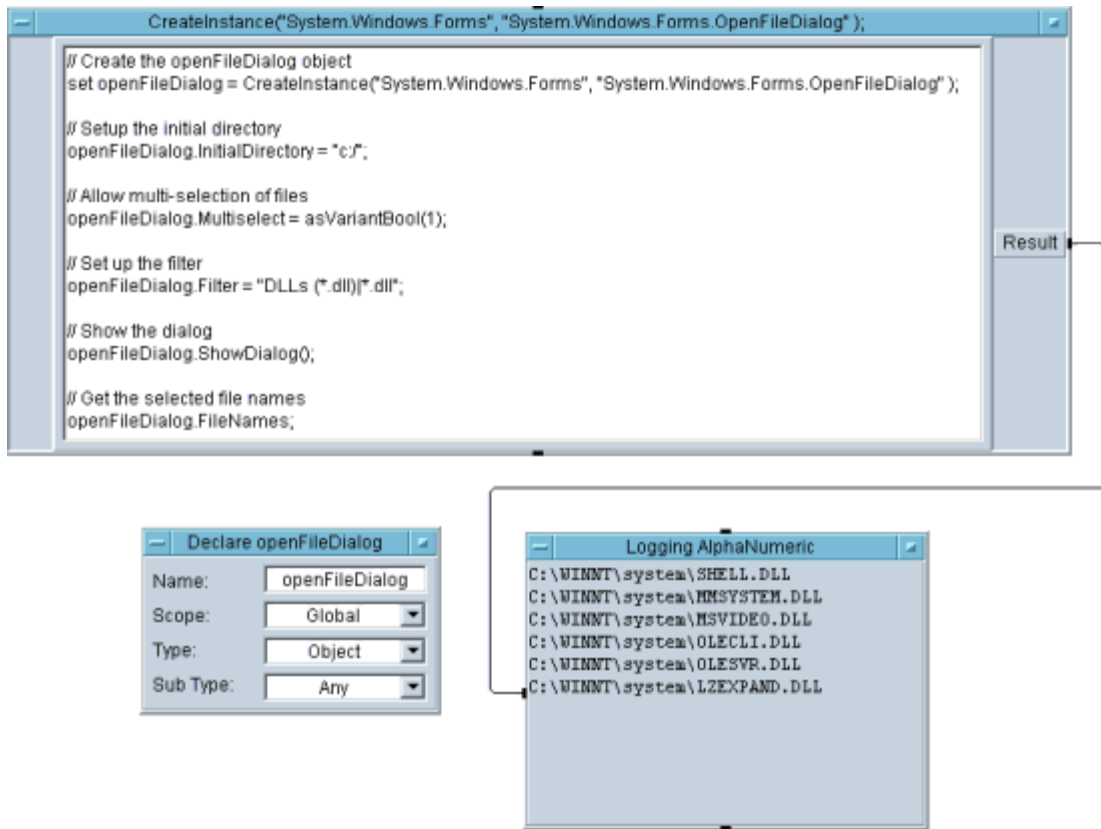 CreateInstance("System.Windows.Forms", "System.Windows.Forms.OpenFileDialog" );
// Create the openFileDialog object
set openFileDialog = CreateInstance("System.Windows.Forms", "System.Windows.Forms.OpenFileDialog" );
// Setup the initial directory
openFileDialog.InitialDirectory = "c:/";
// Allow multi-selection of files
openFileDialog.Multiselect = asVariantBool(1);
// Set up the filter
openFileDialog.Filter = "DLLs (*.dll)|*.dll";
// Show the dialog
openFileDialog.ShowDialog();
// Get the selected file names
openFileDialog.FileNames;
Result
Declare openFileDialog
Name: openFileDialog
Scope: Global
Type: Object
Sub Type: Any
Logging AlphaNumeric
C:\WINNT\system\SHELL.DLL
C:\WINNT\system\MMSYSTEM.DLL
C:\WINNT\system\MSVIDEO.DLL
C:\WINNT\system\OLECLI.DLL
C:\WINNT\system\OLESVR.DLL
C:\WINNT\system\LZEXPAND.DLL